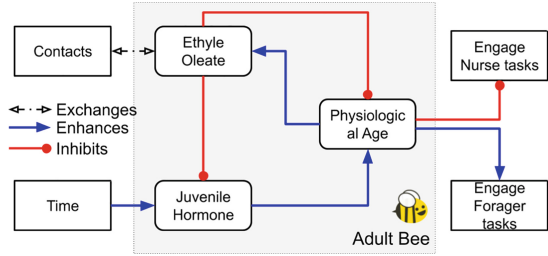 Contacts
Ethyle
Oleate
Engage
Nurse tasks
Exchanges
Enhances
Inhibits
Physiologic
al Age
Time
Juvenile
Hormone
Engage
Forager
tasks
Adult Bee